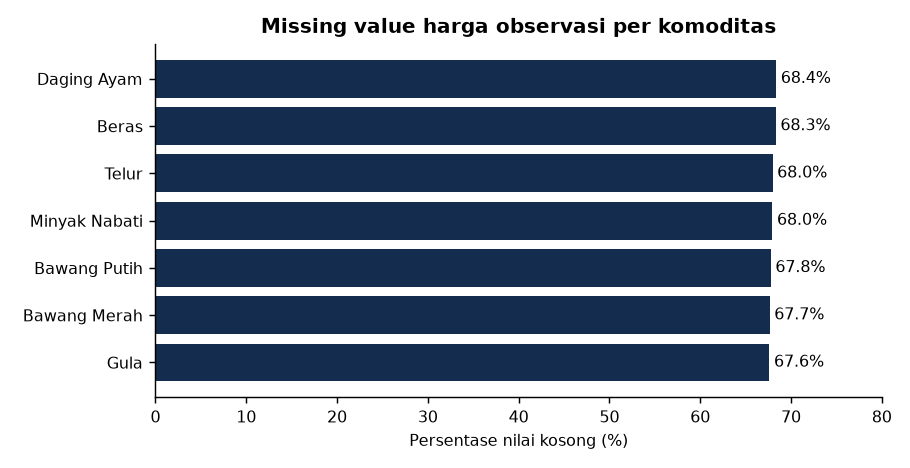 Missing value harga observasi per komoditas
Daging Ayam 68.4%
Beras 68.3%
Telur 68.0%
Minyak Nabati 68.0%
Bawang Putih 67.8%
Bawang Merah 67.7%
Gula 67.6%
0 10 20 30 40 50 60 70 80
Persentase nilai kosong (%)